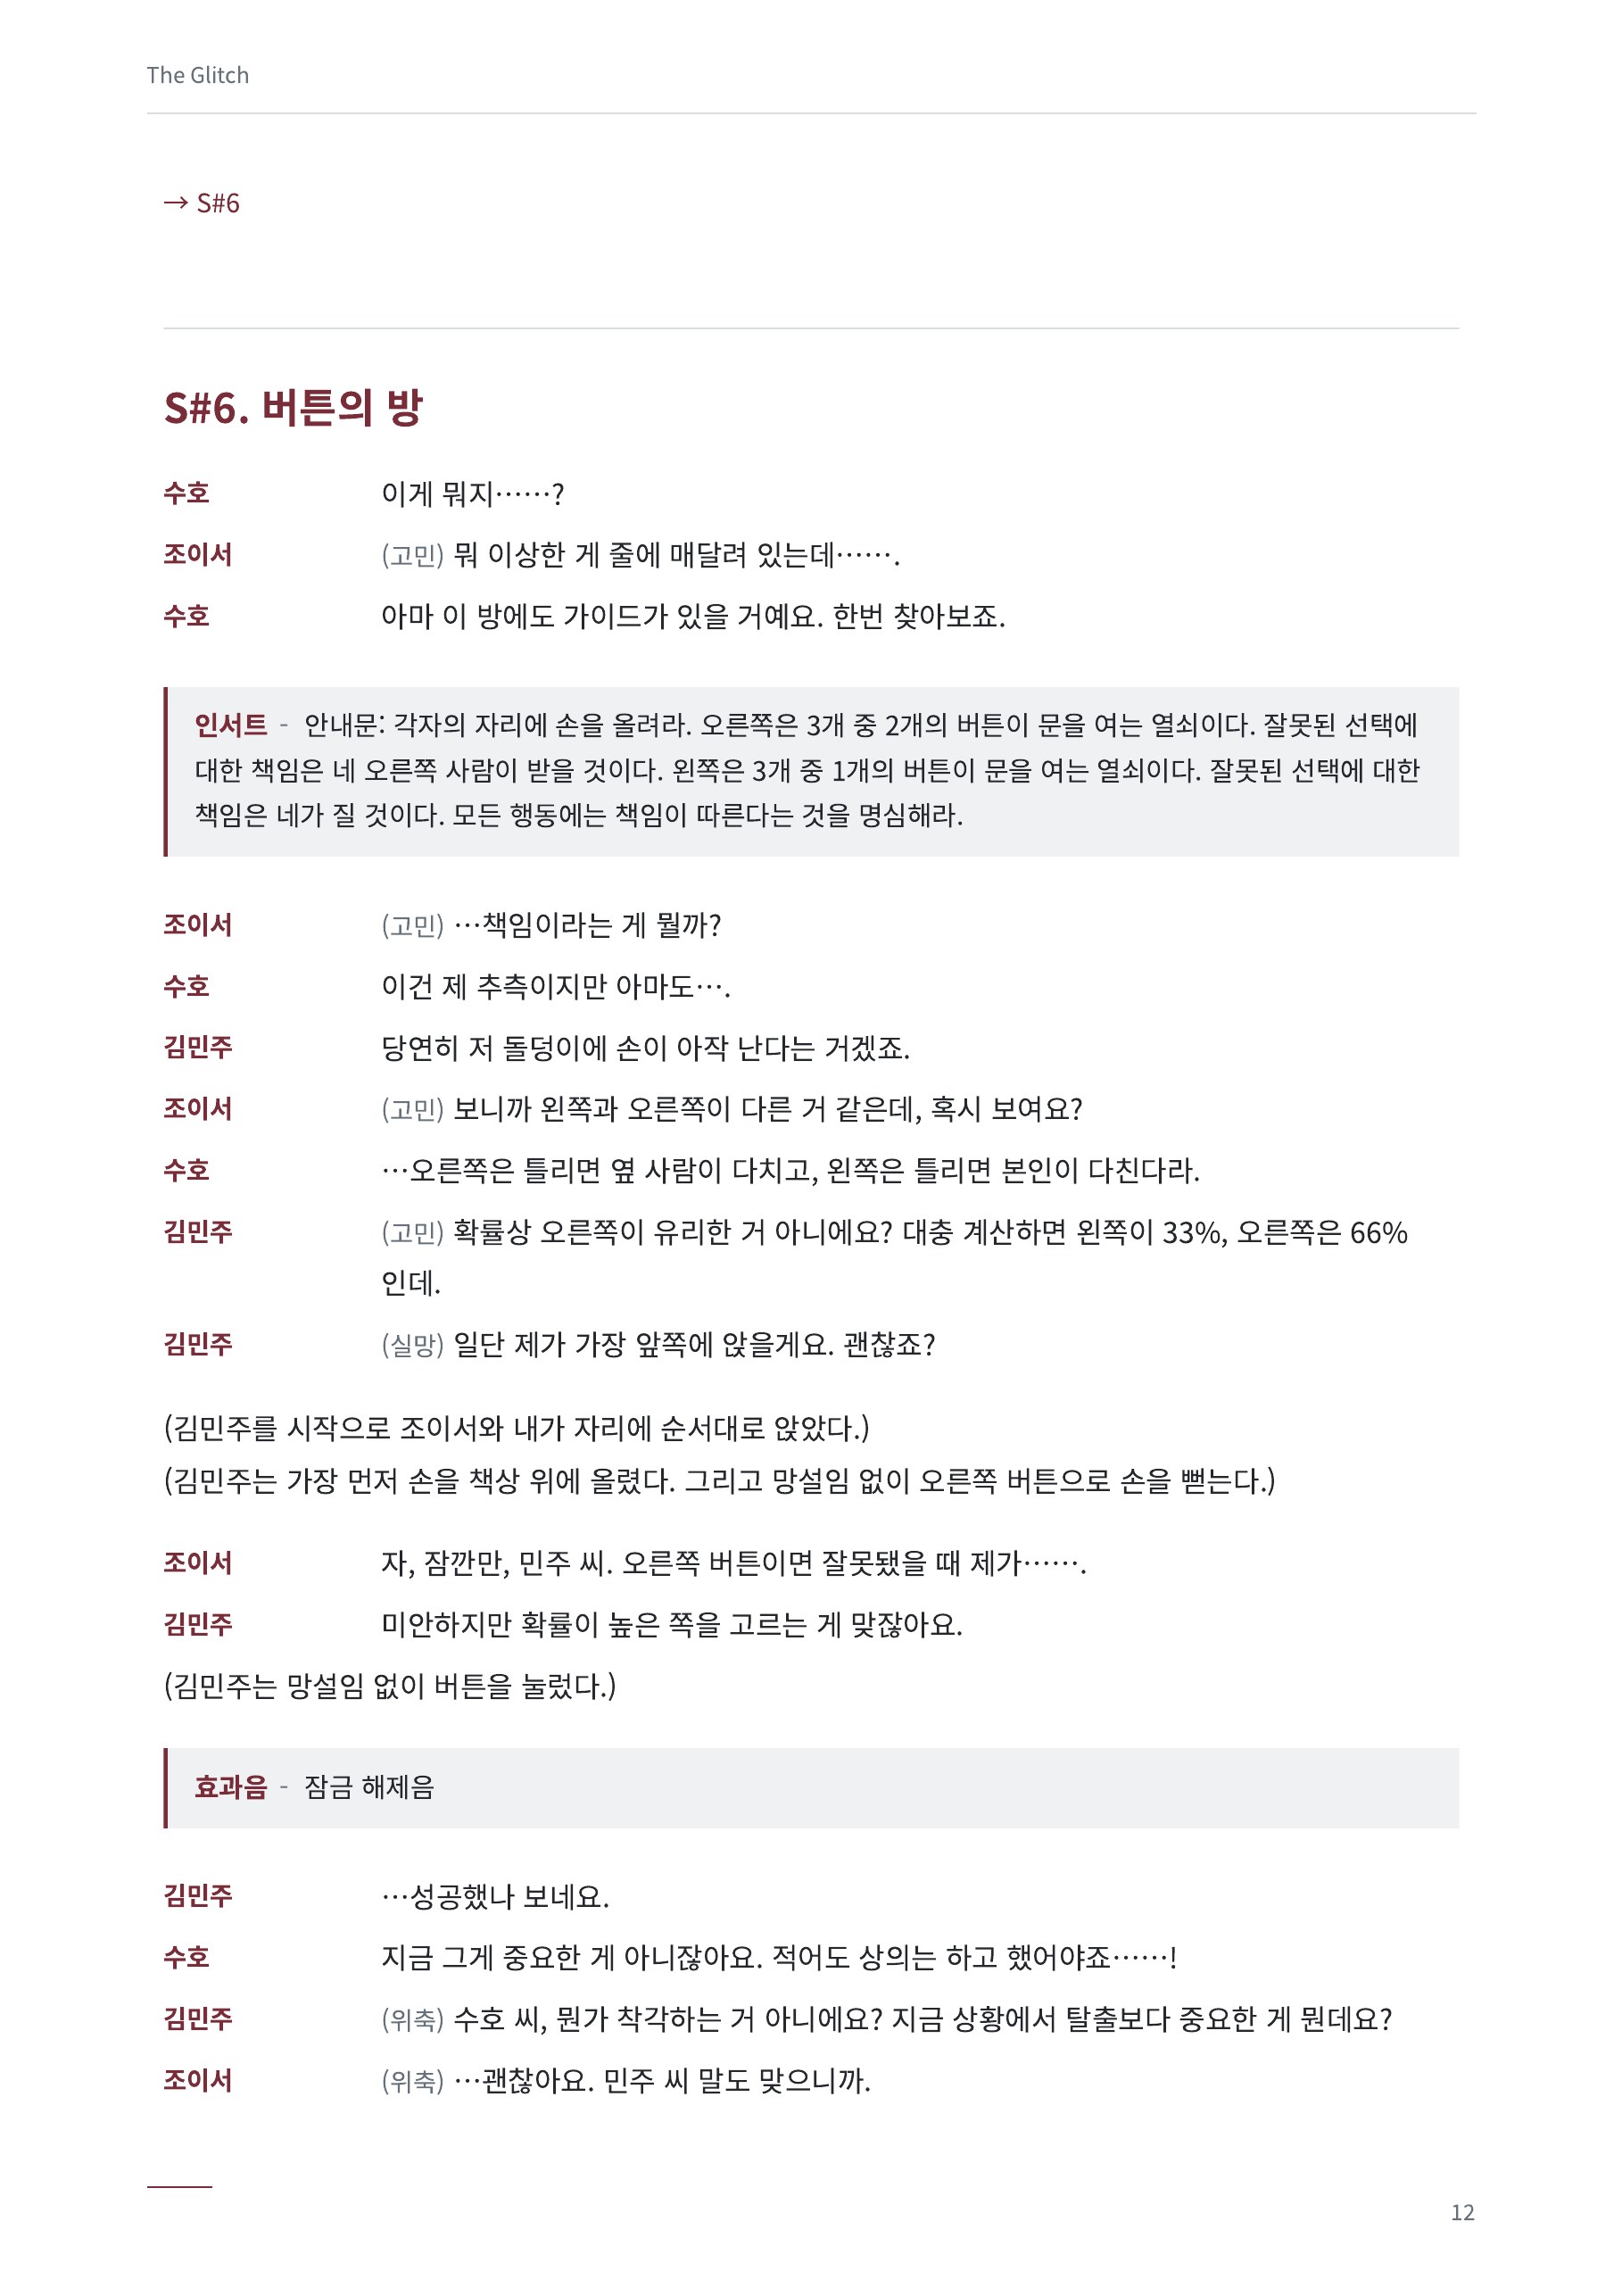 The Glitch
→ S#6
S#6. 버튼의 방
수호 이게 뭐지……?
조이서 (고민) 뭐 이상한 게 줄에 매달려 있는데…….
수호 아마 이 방에도 가이드가 있을 거예요. 한번 찾아보죠.
인서트 - 안내문: 각자의 자리에 손을 올려라. 오른쪽은 3개 중 2개의 버튼이 문을 여는 열쇠이다. 잘못된 선택에
대한 책임은 네 오른쪽 사람이 받을 것이다. 왼쪽은 3개 중 1개의 버튼이 문을 여는 열쇠이다. 잘못된 선택에 대한
책임은 네가 질 것이다. 모든 행동에는 책임이 따른다는 것을 명심해라.
조이서 (고민) …책임이라는 게 뭘까?
수호 이건 제 추측이지만 아마도….
김민주 당연히 저 돌덩이에 손이 아작 난다는 거겠죠.
조이서 (고민) 보니까 왼쪽과 오른쪽이 다른 거 같은데, 혹시 보여요?
수호 …오른쪽은 틀리면 옆 사람이 다치고, 왼쪽은 틀리면 본인이 다친다라.
김민주 (고민) 확률상 오른쪽이 유리한 거 아니에요? 대충 계산하면 왼쪽이 33%, 오른쪽은 66%
인데.
김민주 (실망) 일단 제가 가장 앞쪽에 앉을게요. 괜찮죠?
(김민주를 시작으로 조이서와 내가 자리에 순서대로 앉았다.)
(김민주는 가장 먼저 손을 책상 위에 올렸다. 그리고 망설임 없이 오른쪽 버튼으로 손을 뻗는다.)
조이서 자, 잠깐만, 민주 씨. 오른쪽 버튼이면 잘못됐을 때 제가…….
김민주 미안하지만 확률이 높은 쪽을 고르는 게 맞잖아요.
(김민주는 망설임 없이 버튼을 눌렀다.)
효과음 - 잠금 해제음
김민주 …성공했나 보네요.
수호 지금 그게 중요한 게 아니잖아요. 적어도 상의는 하고 했어야죠……!
김민주 (위축) 수호 씨, 뭔가 착각하는 거 아니에요? 지금 상황에서 탈출보다 중요한 게 뭔데요?
조이서 (위축) …괜찮아요. 민주 씨 말도 맞으니까.
12